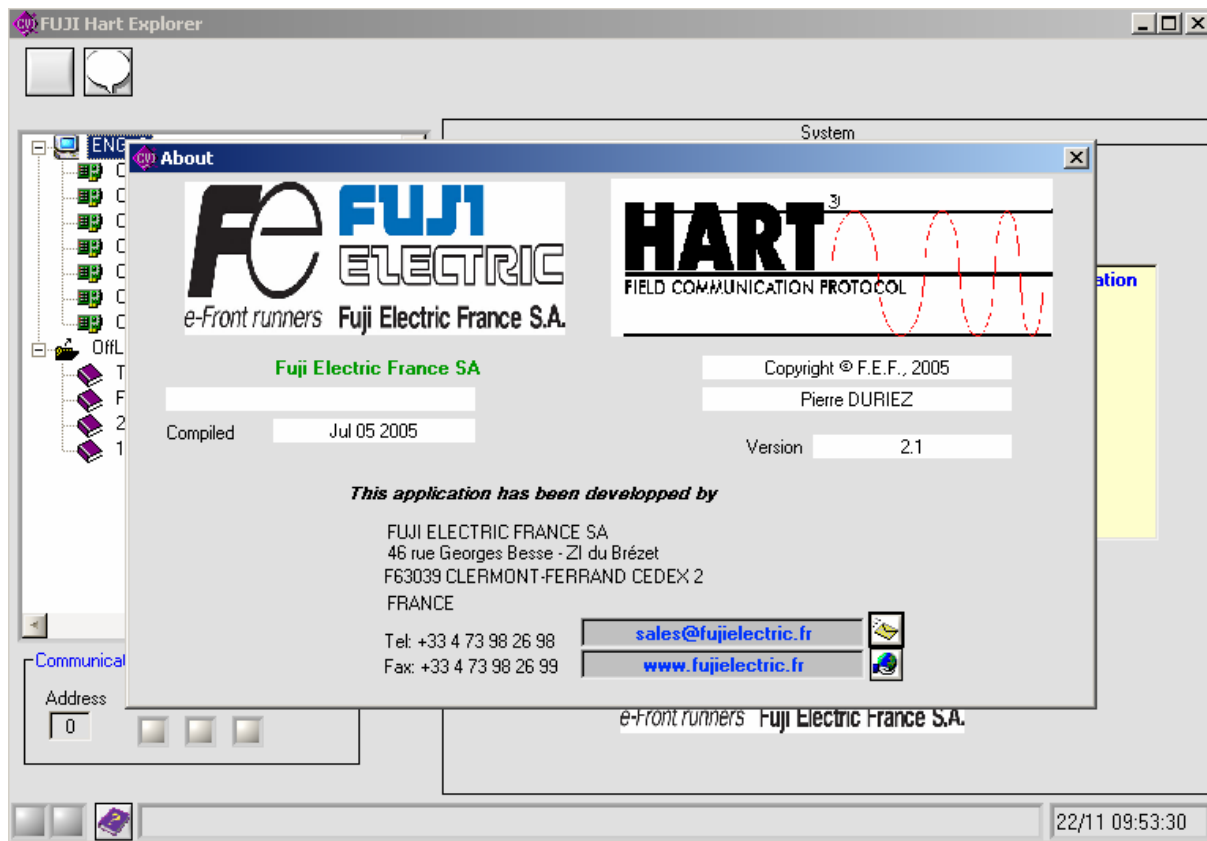 FUJI Hart Explorer
System
About
Fe FUJI
ELECTRIC
e-Front runners Fuji Electric France S.A.
HART
FIELD COMMUNICATION PROTOCOL
ation
Fuji Electric France SA
Copyright © F.E.F., 2005
Pierre DURIEZ
Compiled Jul 05 2005
Version 2.1
This application has been developped by
FUJI ELECTRIC FRANCE SA
46 rue Georges Besse - ZI du Brézet
F63039 CLERMONT-FERRAND CEDEX 2
FRANCE
Tel: +33 4 73 98 26 98 sales@fujielectric.fr
Fax: +33 4 73 98 26 99 www.fujielectric.fr
Communicat
Address
0
e-Front runners Fuji Electric France S.A.
22/11 09:53:30